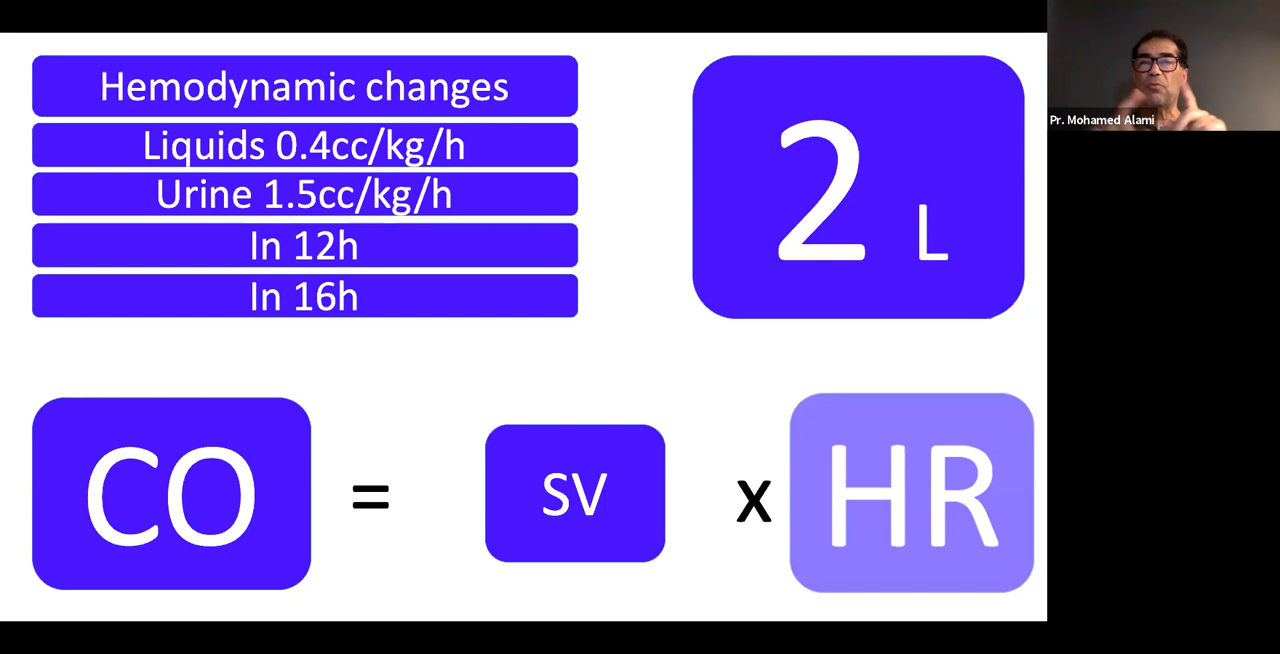 Hemodynamic changes
Liquids 0.4cc/kg/h
Urine 1.5cc/kg/h
In 12h
In 16h
2 L
CO = SV x HR
Pr. Mohamed Alami